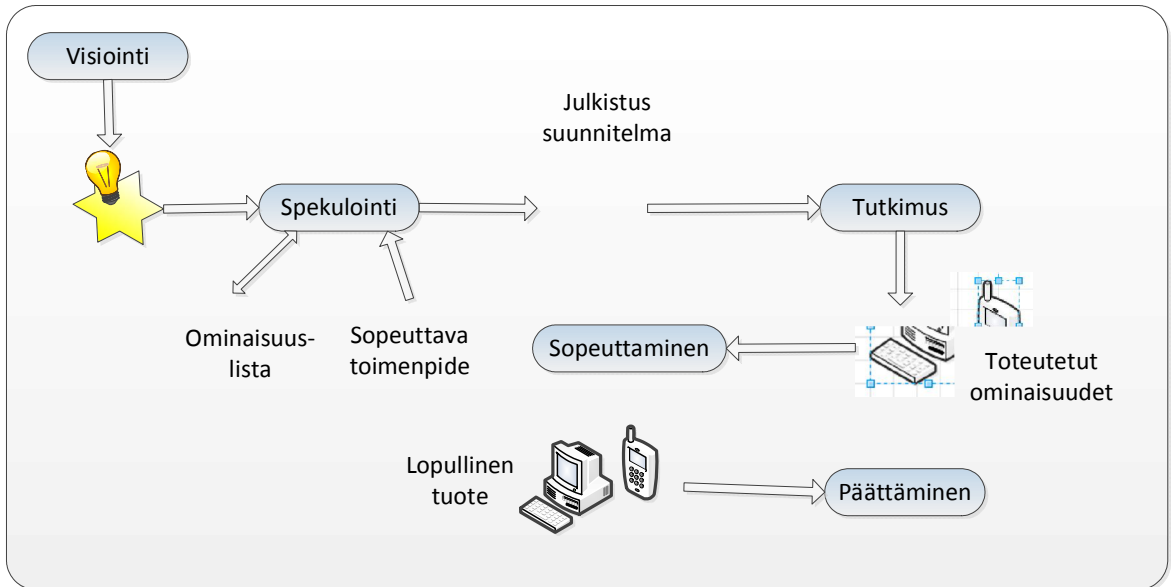 Visiointi
Julkistus
suunnitelma
Spekulointi
Tutkimus
Ominaisuus-
lista
Sopeuttava
toimenpide
Sopeuttaminen
Toteutetut
ominaisuudet
Lopullinen
tuote
Päättäminen